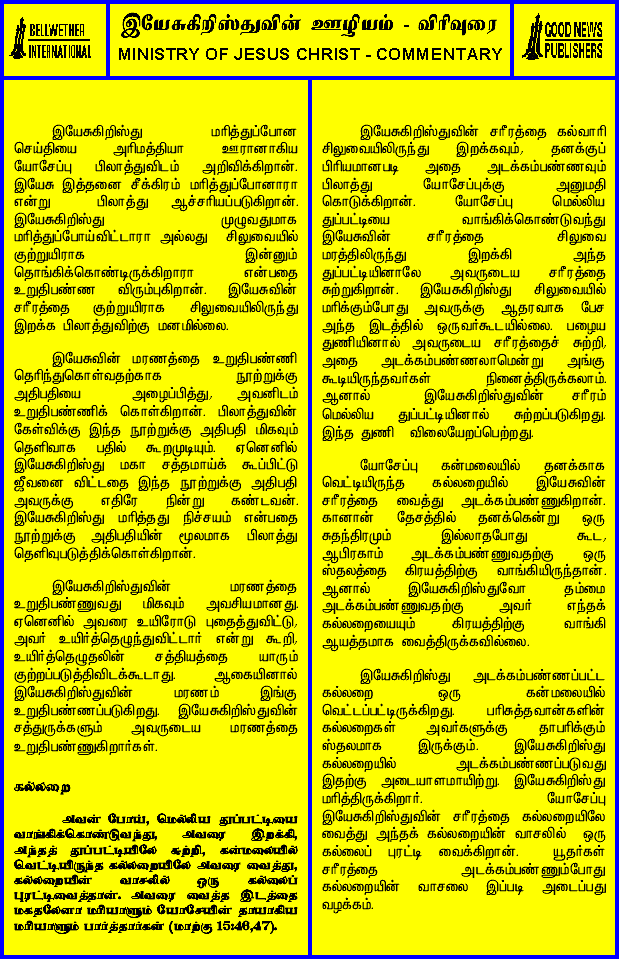 BELLWETHER
INTERNATIONAL
இயேசுகிறிஸ்துவின் ஊழியம் - விரிவுரை
MINISTRY OF JESUS CHRIST - COMMENTARY
GOOD NEWS
PUBLISHERS
இயேசுகிறிஸ்து மரித்துப்போன
செய்தியை அரிமத்தியா ஊரானாகிய
யோசேப்பு பிலாத்துவிடம் அறிவிக்கிறான்.
இயேசு இத்தனை சீக்கிரம் மரித்துப்போனாரா
என்று பிலாத்து ஆச்சரியப்படுகிறான்.
இயேசுகிறிஸ்து முழுவதுமாக
மரித்துப்போய்விட்டாரா அல்லது சிலுவையில்
குற்றுயிராக இன்னும்
தொங்கிக்கொண்டிருக்கிறாரா என்பதை
உறுதிபண்ண விரும்புகிறான். இயேசுவின்
சரீரத்தை குற்றுயிராக சிலுவையிலிருந்து
இறக்க பிலாத்துவிற்கு மனமில்லை.
இயேசுவின் மரணத்தை உறுதிபண்ணி
தெரிந்துகொள்வதற்காக நூற்றுக்கு
அதிபதியை அழைப்பித்து, அவனிடம்
உறுதிபண்ணிக் கொள்கிறான். பிலாத்துவின்
கேள்விக்கு இந்த நூற்றுக்கு அதிபதி மிகவும்
தெளிவாக பதில் கூறமுடியும். ஏனெனில்
இயேசுகிறிஸ்து மகா சத்தமாய்க் கூப்பிட்டு
ஜீவனை விட்டதை இந்த நூற்றுக்கு அதிபதி
அவருக்கு எதிரே நின்று கண்டவன்.
இயேசுகிறிஸ்து மரித்தது நிச்சயம் என்பதை
நூற்றுக்கு அதிபதியின் மூலமாக பிலாத்து
தெளிவுபடுத்திக்கொள்கிறான்.
இயேசுகிறிஸ்துவின் மரணத்தை
உறுதிபண்ணுவது மிகவும் அவசியமானது.
ஏனெனில் அவரை உயிரோடு புதைத்துவிட்டு,
அவர் உயிர்த்தெழுந்துவிட்டார் என்று கூறி,
உயிர்த்தெழுதலின் சத்தியத்தை யாரும்
குற்றப்படுத்திவிடக்கூடாது. ஆகையினால்
இயேசுகிறிஸ்துவின் மரணம் இங்கு
உறுதிபண்ணப்படுகிறது. இயேசுகிறிஸ்துவின்
சத்துருக்களும் அவருடைய மரணத்தை
உறுதிபண்ணுகிறார்கள்.
கல்லறை
அவன் போய், மெல்லிய துப்பட்டியை
வாங்கிக்கொண்டுவந்து, அவரை இறக்கி,
அந்தத் துப்பட்டியிலே சுற்றி, கன்மலையில்
வெட்டியிருந்த கல்லறையிலே அவரை வைத்து,
கல்லறையின் வாசலில் ஒரு கல்லைப்
புரட்டிவைத்தான். அவரை வைத்த இடத்தை
மகதலேனா மரியாளும் யோசேயின் தாயாகிய
மரியாளும் பார்த்தார்கள் (மாற்கு 15:46,47).
இயேசுகிறிஸ்துவின் சரீரத்தை கல்வாரி
சிலுவையிலிருந்து இறக்கவும், தனக்குப்
பிரியமானபடி அதை அடக்கம்பண்ணவும்
பிலாத்து யோசேப்புக்கு அனுமதி
கொடுக்கிறான். யோசேப்பு மெல்லிய
துப்பட்டியை வாங்கிக்கொண்டுவந்து
இயேசுவின் சரீரத்தை சிலுவை
மரத்திலிருந்து இறக்கி அந்த
துப்பட்டியினாலே அவருடைய சரீரத்தை
சுற்றுகிறான். இயேசுகிறிஸ்து சிலுவையில்
மரிக்கும்போது அவருக்கு ஆதரவாக பேச
அந்த இடத்தில் ஒருவர்கூடயில்லை. பழைய
துணியினால் அவருடைய சரீரத்தைச் சுற்றி,
அதை அடக்கம்பண்ணலாமென்று அங்கு
கூடியிருந்தவர்கள் நினைத்திருக்கலாம்.
ஆனால் இயேசுகிறிஸ்துவின் சரீரம்
மெல்லிய துப்பட்டியினால் சுற்றப்படுகிறது.
இந்த துணி விலையேறப்பெற்றது.
யோசேப்பு கன்மலையில் தனக்காக
வெட்டியிருந்த கல்லறையில் இயேசுவின்
சரீரத்தை வைத்து அடக்கம்பண்ணுகிறான்.
கானான் தேசத்தில் தனக்கென்று ஒரு
சுதந்திரமும் இல்லாதபோது கூட,
ஆபிரகாம் அடக்கம்பண்ணுவதற்கு ஒரு
ஸ்தலத்தை கிரயத்திற்கு வாங்கியிருந்தான்.
ஆனால் இயேசுகிறிஸ்துவோ தம்மை
அடக்கம்பண்ணுவதற்கு அவர் எந்தக்
கல்லறையையும் கிரயத்திற்கு வாங்கி
ஆயத்தமாக வைத்திருக்கவில்லை.
இயேசுகிறிஸ்து அடக்கம்பண்ணப்பட்ட
கல்லறை ஒரு கன்மலையில்
வெட்டப்பட்டிருக்கிறது. பரிசுத்தவான்களின்
கல்லறைகள் அவர்களுக்கு தாபரிக்கும்
ஸ்தலமாக இருக்கும். இயேசுகிறிஸ்து
கல்லறையில் அடக்கம்பண்ணப்படுவது
இதற்கு அடையாளமாயிற்று. இயேசுகிறிஸ்து
மரித்திருக்கிறார். யோசேப்பு
இயேசுகிறிஸ்துவின் சரீரத்தை கல்லறையிலே
வைத்து அந்தக் கல்லறையின் வாசலில் ஒரு
கல்லைப் புரட்டி வைக்கிறான். யூதர்கள்
சரீரத்தை அடக்கம்பண்ணும்போது
கல்லறையின் வாசலை இப்படி அடைப்பது
வழக்கம்.